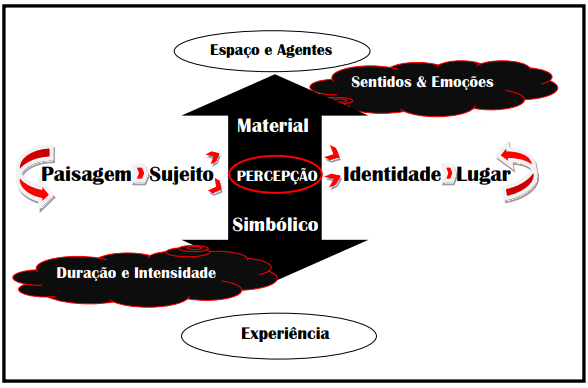 Espaço e Agentes
Sentidos & Emoções
Material
Paisagem Sujeito PERCEPÇÃO Identidade Lugar
Simbólico
Duração e Intensidade
Experiência